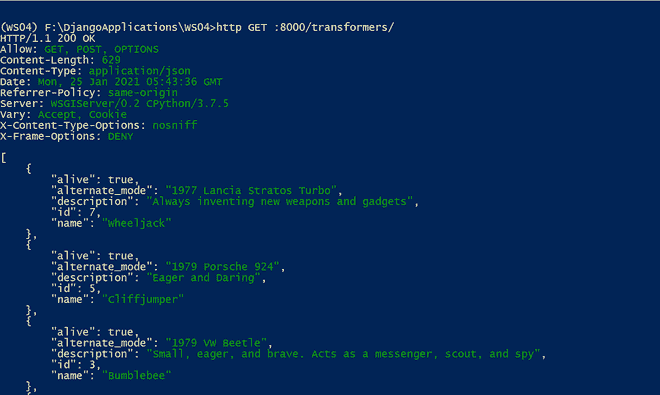 (WS04) F:\DjangoApplications\WS04>http GET :8000/transformers/
HTTP/1.1 200 OK
Allow: GET, POST, OPTIONS
Content-Length: 629
Content-Type: application/json
Date: Mon, 25 Jan 2021 05:43:36 GMT
Referrer-Policy: same-origin
Server: WSGIServer/0.2 CPython/3.7.5
Vary: Accept, Cookie
X-Content-Type-Options: nosniff
X-Frame-Options: DENY
[
    {
        "alive": true,
        "alternate_mode": "1977 Lancia Stratos Turbo",
        "description": "Always inventing new weapons and gadgets",
        "id": 7,
        "name": "Wheeljack"
    },
    {
        "alive": true,
        "alternate_mode": "1979 Porsche 924",
        "description": "Eager and Daring",
        "id": 5,
        "name": "Cliffjumper"
    },
    {
        "alive": true,
        "alternate_mode": "1979 VW Beetle",
        "description": "Small, eager, and brave. Acts as a messenger, scout, and spy",
        "id": 3,
        "name": "Bumblebee"
    },